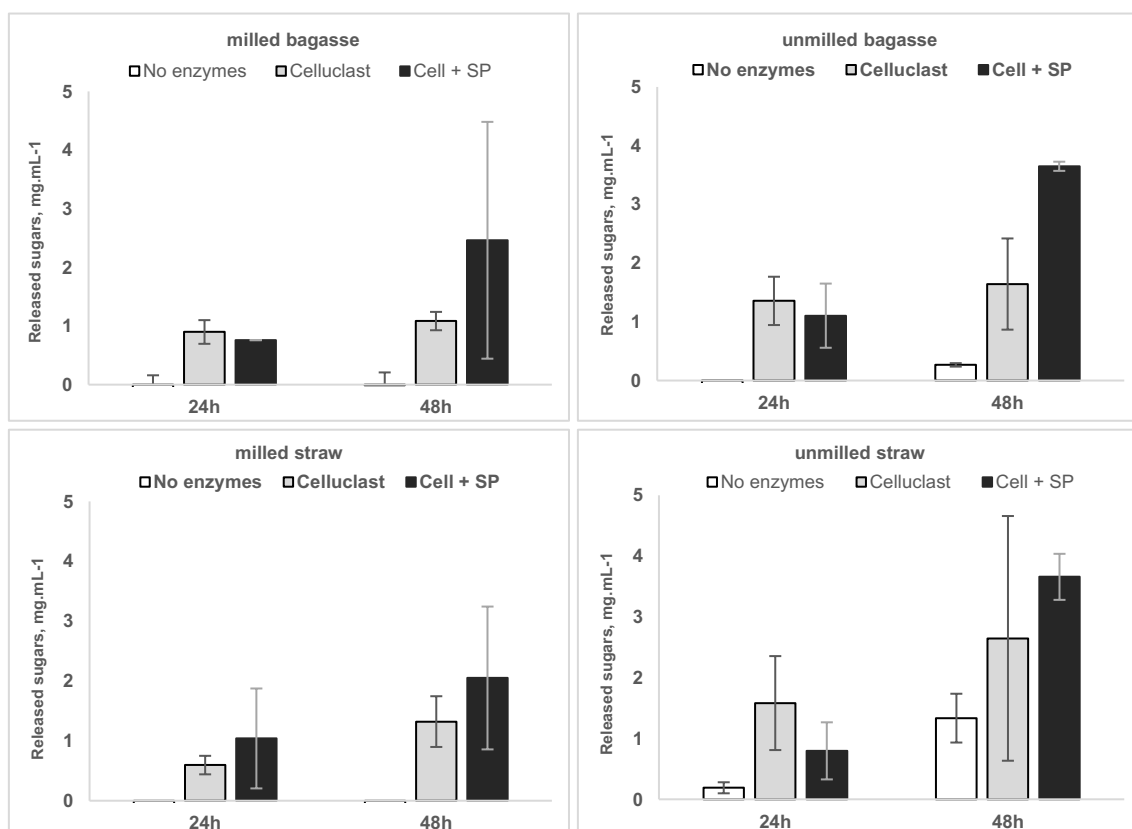 milled bagasse
No enzymes Celluclast Cell + SP
Released sugars, mg.mL-1
5
4
3
2
1
0
24h 48h
unmilled bagasse
No enzymes Celluclast Cell + SP
Released sugars, mg.mL-1
5
4
3
2
1
0
24h 48h
milled straw
No enzymes Celluclast Cell + SP
Released sugars, mg.mL-1
5
4
3
2
1
0
24h 48h
unmilled straw
No enzymes Celluclast Cell + SP
Released sugars, mg.mL-1
5
4
3
2
1
0
24h 48h